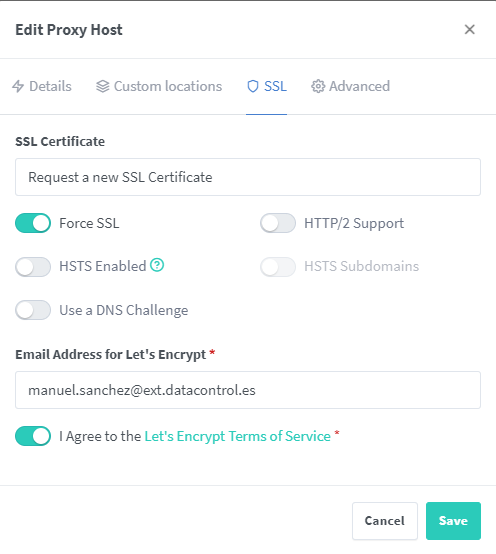 Edit Proxy Host
Details Custom locations SSL Advanced
SSL Certificate
Request a new SSL Certificate
Force SSL HTTP/2 Support
HSTS Enabled HSTS Subdomains
Use a DNS Challenge
Email Address for Let's Encrypt *
manuel.sanchez@ext.datacontrol.es
I Agree to the Let's Encrypt Terms of Service *
Cancel Save